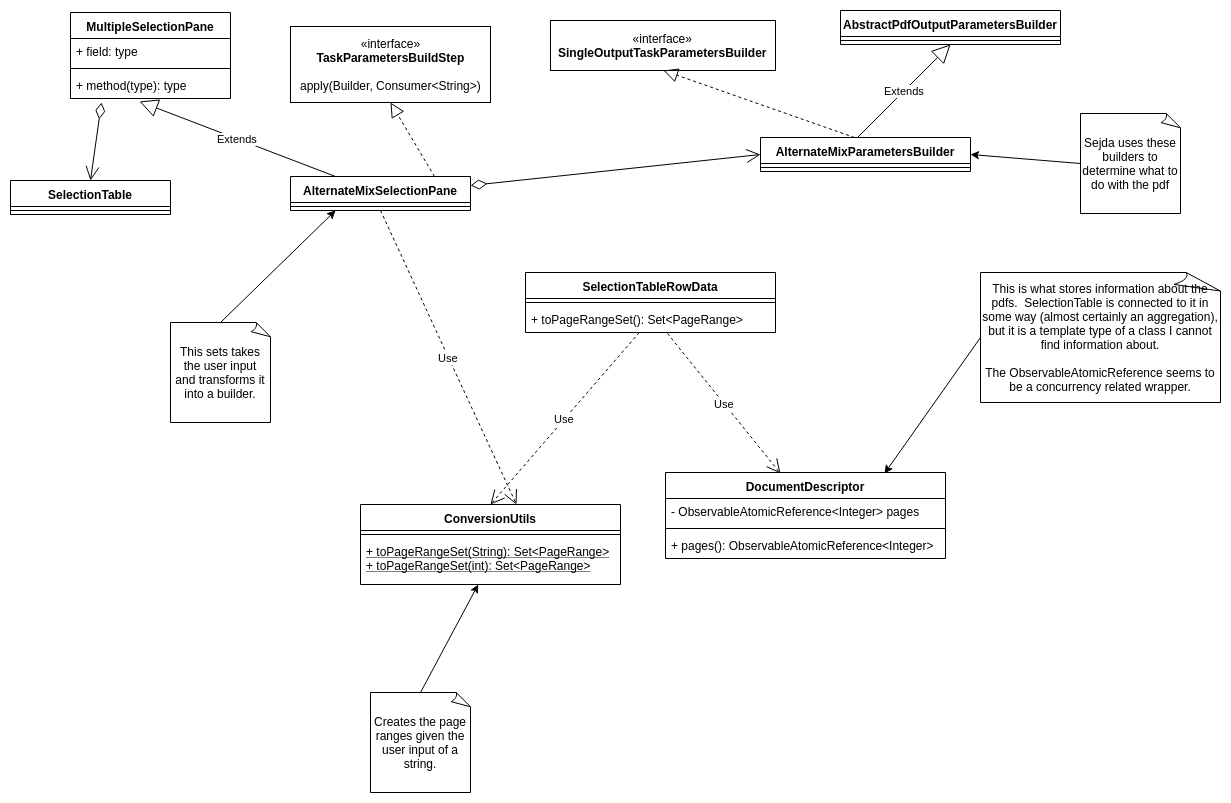 MultipleSelectionPane
+ field: type
+ method(type): type
«interface»
TaskParametersBuildStep
apply(Builder, Consumer<String>)
«interface»
SingleOutputTaskParametersBuilder
AbstractPdfOutputParametersBuilder
Extends
Extends
SelectionTable
AlternateMixSelectionPane
AlternateMixParametersBuilder
Sejda uses these
builders to
determine what to
do with the pdf
SelectionTableRowData
+ toPageRangeSet(): Set<PageRange>
This is what stores information about the
pdfs.  SelectionTable is connected to it in
some way (almost certainly an aggregation),
but it is a template type of a class I cannot
find information about.
The ObservableAtomicReference seems to
be a concurrency related wrapper.
This sets takes
the user input
and transforms it
into a builder.
Use
Use
Use
ConversionUtils
+ toPageRangeSet(String): Set<PageRange>
+ toPageRangeSet(int): Set<PageRange>
DocumentDescriptor
- ObservableAtomicReference<Integer> pages
+ pages(): ObservableAtomicReference<Integer>
Creates the page
ranges given the
user input of a
string.